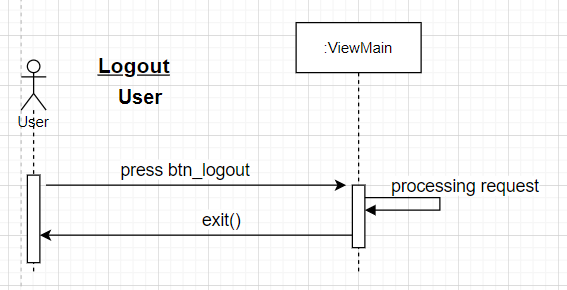 :ViewMain
Logout
User
User
press btn_logout
processing request
exit()